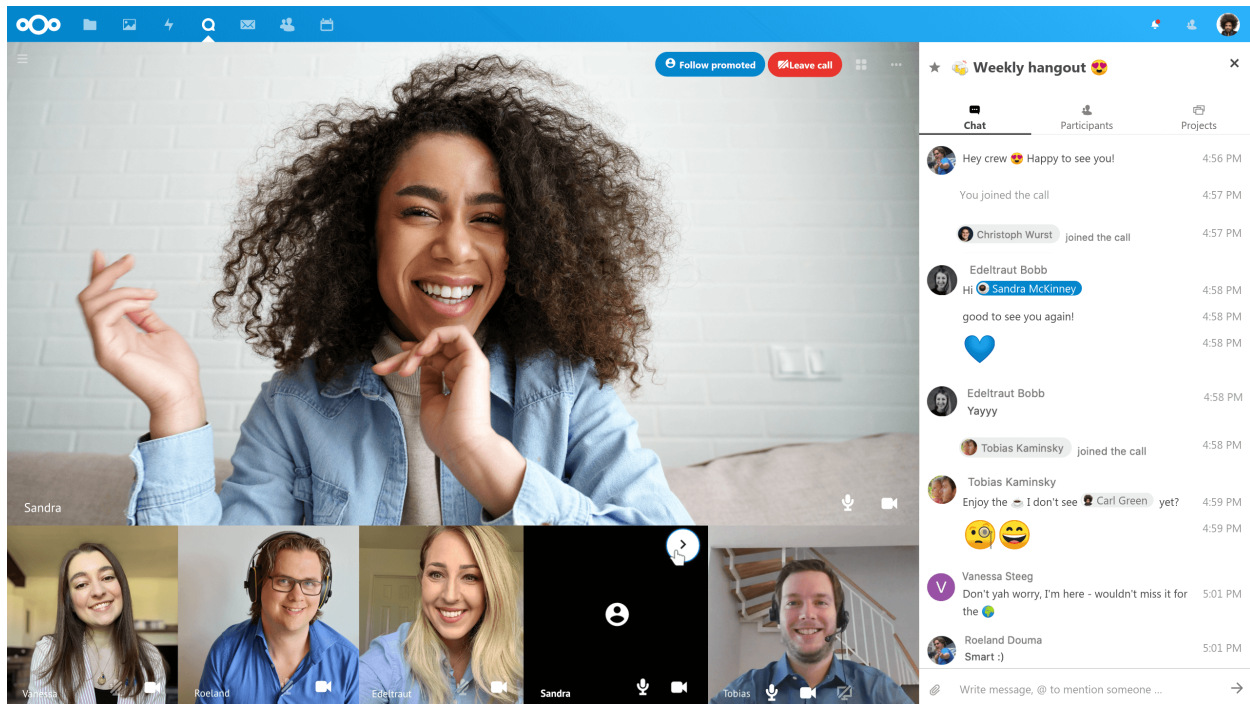 Follow promoted
Leave call
Sandra
Vanessa
Roeland
Edeltraut
Sandra
Tobias
Weekly hangout
Chat
Participants
Projects
Hey crew 😍 Happy to see you!
4:56 PM
You joined the call
4:57 PM
Christoph Wurst joined the call
4:57 PM
Edeltraut Bobb
Hi Sandra McKinney
4:58 PM
good to see you again!
4:58 PM
4:58 PM
Edeltraut Bobb
4:58 PM
Yayyy
Tobias Kaminsky joined the call
4:58 PM
Tobias Kaminsky
Enjoy the ☕ I don't see Carl Green yet?
4:59 PM
4:59 PM
V
Vanessa Steeg
Don't yah worry, I'm here - wouldn't miss it for
5:01 PM
the 🌍
Roeland Douma
5:01 PM
Smart :)
Write message, @ to mention someone ...